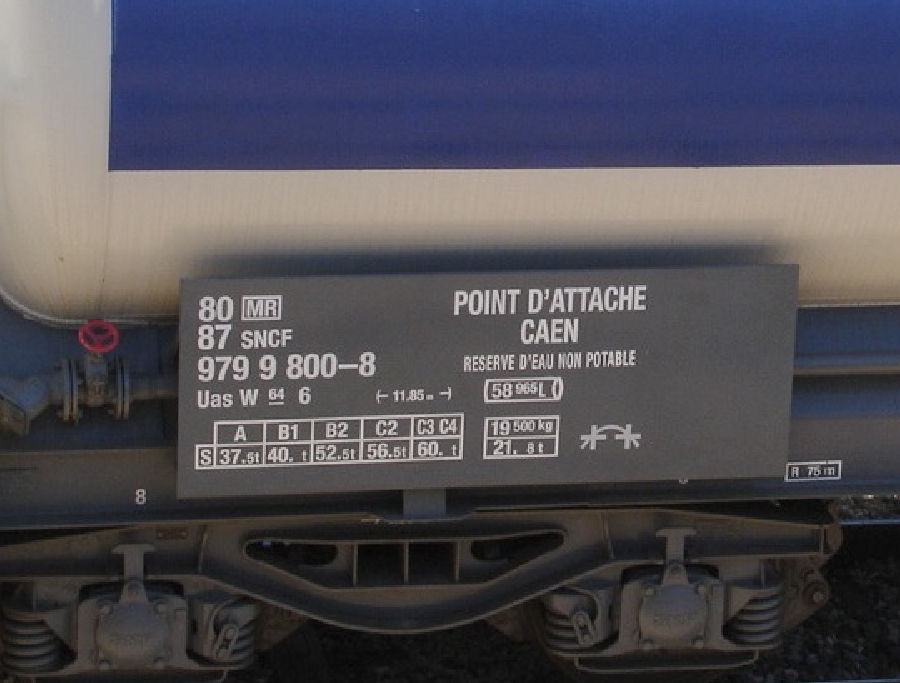 80 MR
87 SNCF
979 9 800-8
Uas W 64 6
11,85 m
POINT D'ATTACHE
CAEN
RESERVE D'EAU NON POTABLE
58 965 L
A B1 B2 C2 C3 C4
S 37.5t 40. t 52.5t 56.5t 60. t
19 500 kg
21. 8t
R 75 m
8